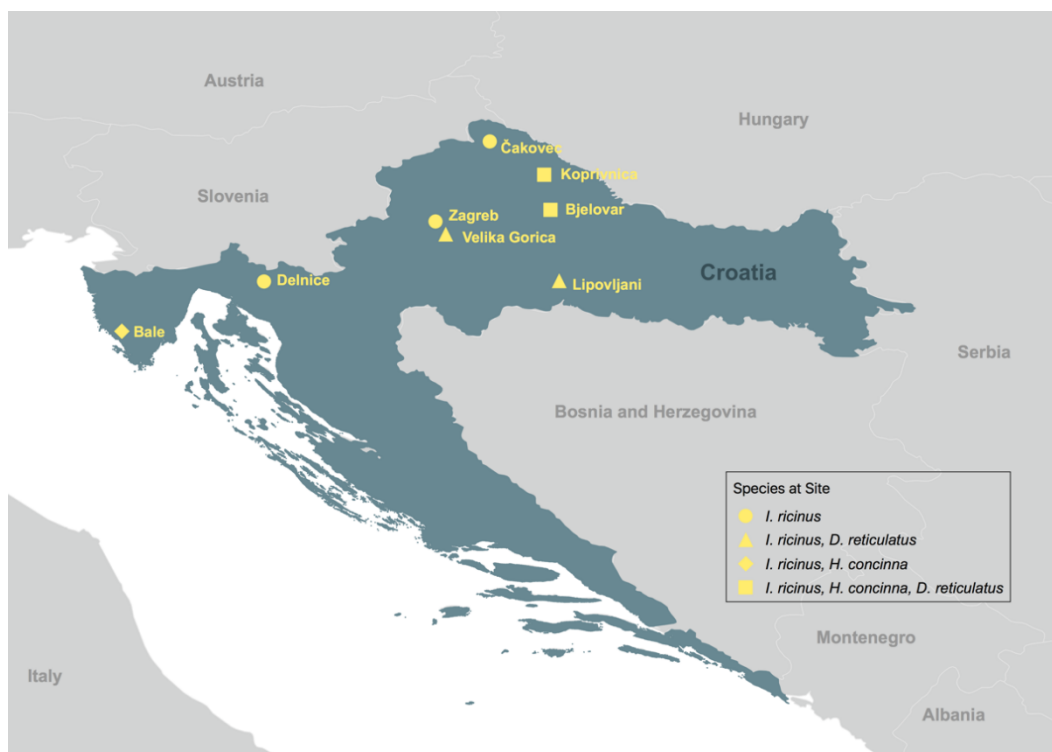 Austria
Hungary
Čakovec
Koprivnica
Slovenia
Bjelovar
Zagreb
Velika Gorica
Croatia
Delnice
Lipovljani
Bale
Serbia
Bosnia and Herzegovina
Species at Site
I. ricinus
I. ricinus, D. reticulatus
I. ricinus, H. concinna
I. ricinus, H. concinna, D. reticulatus
Montenegro
Italy
Albania